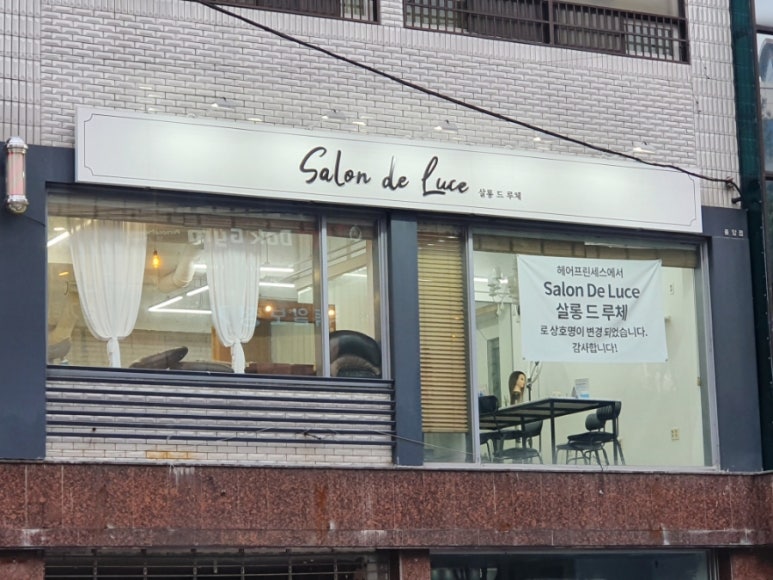 Salon de Luce 살롱 드 루체
헤어프린세스에서
Salon De Luce
살롱 드 루체
로 상호명이 변경 되었습니다.
감사합니다!